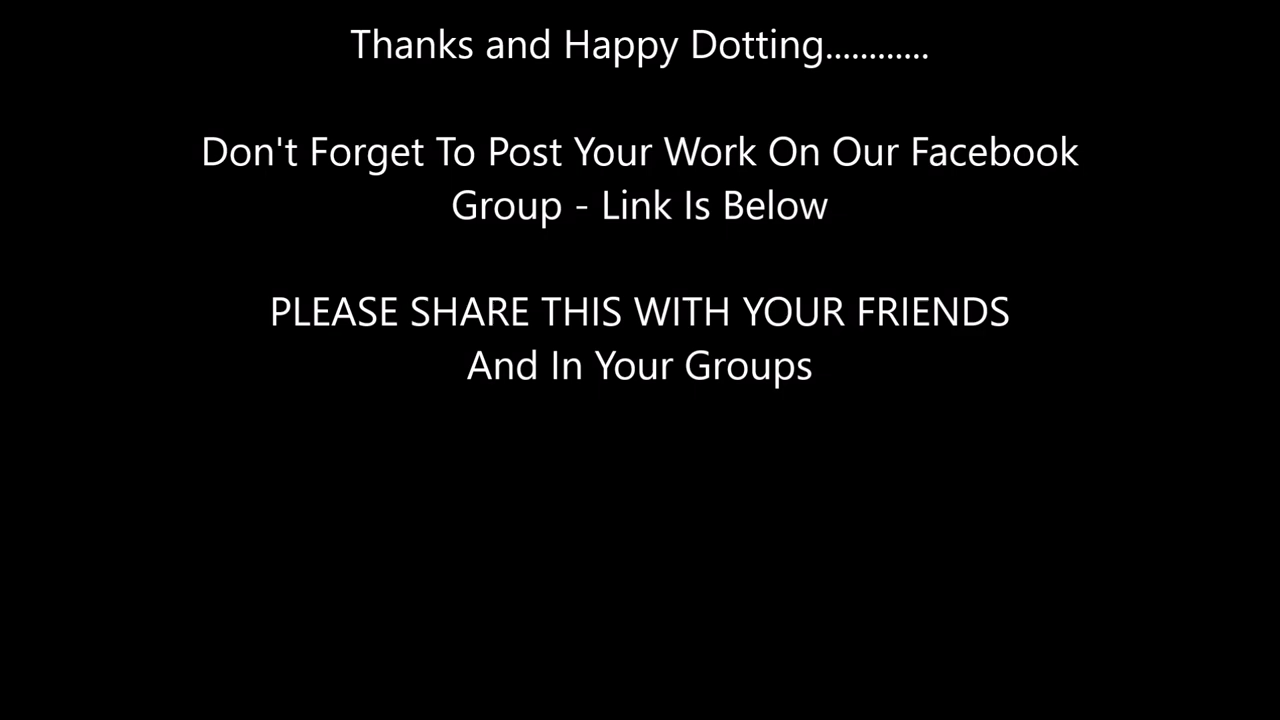 Thanks and Happy Dotting............
Don't Forget To Post Your Work On Our Facebook
Group - Link Is Below
PLEASE SHARE THIS WITH YOUR FRIENDS
And In Your Groups